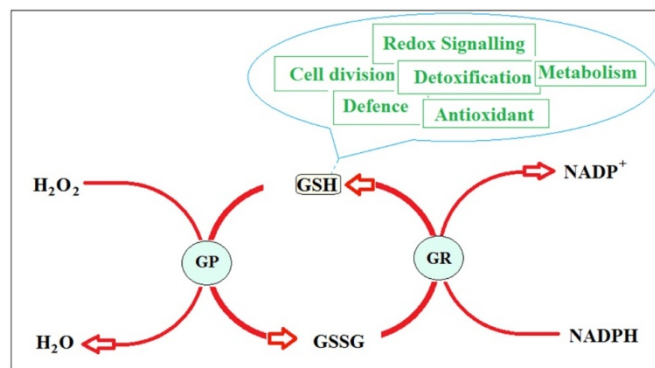 Redox Signalling
Cell division
Detoxification
Metabolism
Defence
Antioxidant
H₂O₂
GSH
NADP⁺
GP
GR
H₂O
GSSG
NADPH